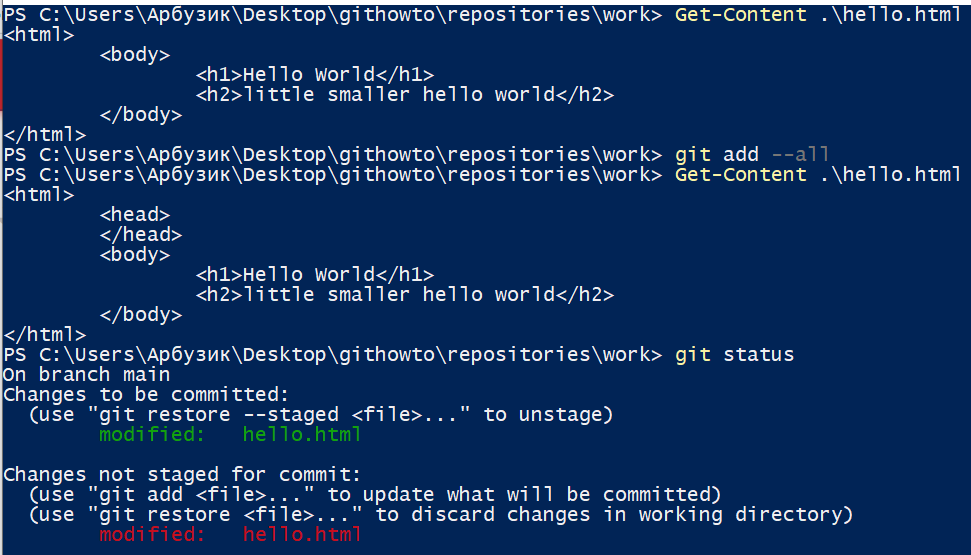 PS C:\Users\Арбузик\Desktop\githowto\repositories\work> Get-Content .\hello.html
<html>
        <body>
                <h1>Hello World</h1>
                <h2>little smaller hello world</h2>
        </body>
</html>
PS C:\Users\Арбузик\Desktop\githowto\repositories\work> git add --all
PS C:\Users\Арбузик\Desktop\githowto\repositories\work> Get-Content .\hello.html
<html>
        <head>
        </head>
        <body>
                <h1>Hello World</h1>
                <h2>little smaller hello world</h2>
        </body>
</html>
PS C:\Users\Арбузик\Desktop\githowto\repositories\work> git status
On branch main
Changes to be committed:
  (use "git restore --staged <file>..." to unstage)
        modified:   hello.html

Changes not staged for commit:
  (use "git add <file>..." to update what will be committed)
  (use "git restore <file>..." to discard changes in working directory)
        modified:   hello.html